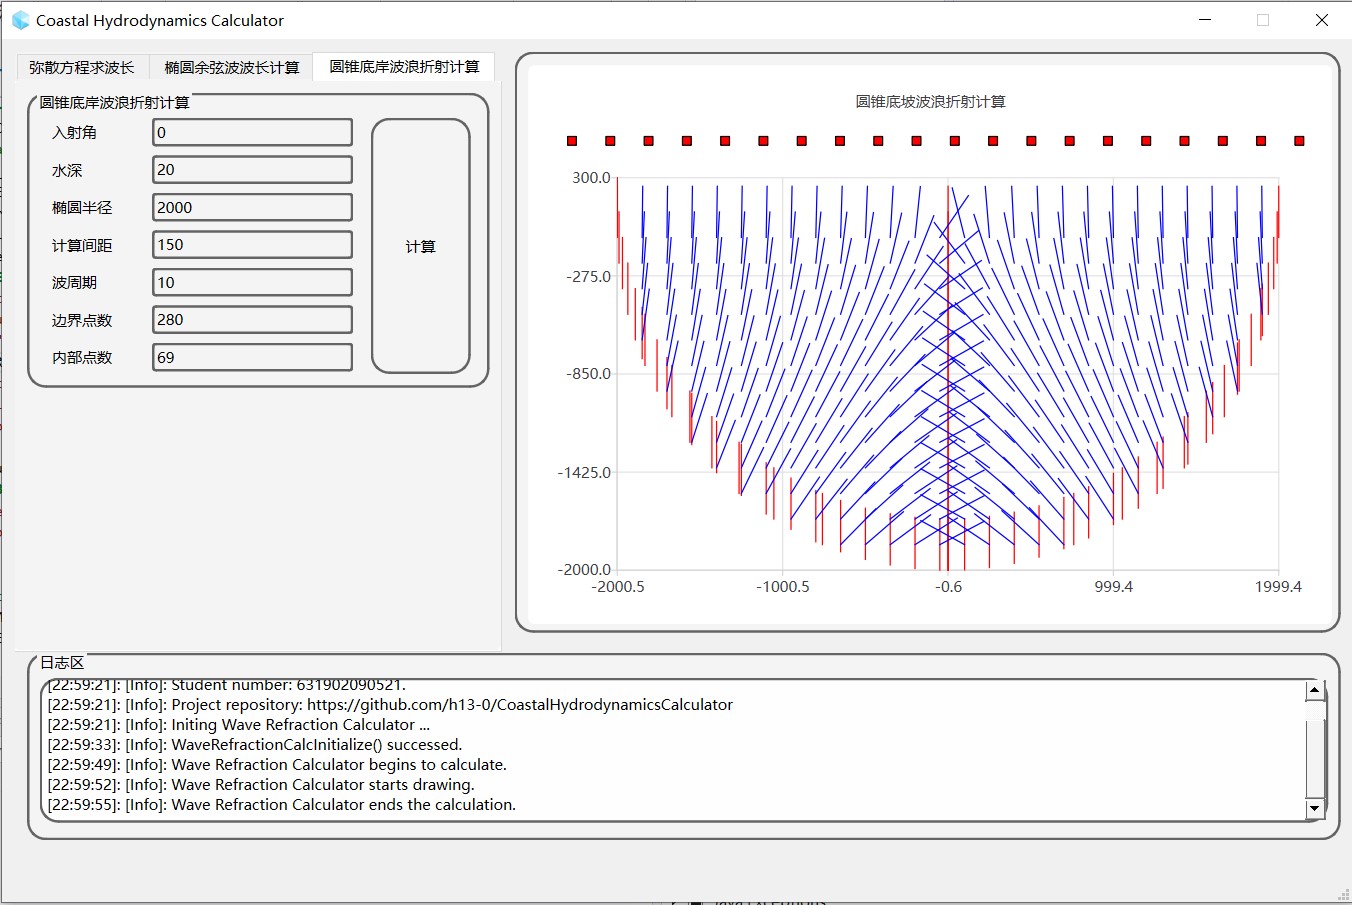 Coastal Hydrodynamics Calculator
弥散方程求波长 椭圆余弦波波长计算 圆锥底岸波浪折射计算
圆锥底岸波浪折射计算
入射角 0
水深 20
椭圆半径 2000
计算间距 150
波周期 10
边界点数 280
内部点数 69
计算
圆锥底坡波浪折射计算
300.0
-275.0
-850.0
-1425.0
-2000.0
-2000.5 -1000.5 -0.6 999.4 1999.4
日志区
[22:59:21]: [Info]: Student number: 631902090521.
[22:59:21]: [Info]: Project repository: https://github.com/h13-0/CoastalHydrodynamicsCalculator
[22:59:21]: [Info]: Initing Wave Refraction Calculator ...
[22:59:33]: [Info]: WaveRefractionCalcInitialize() successed.
[22:59:49]: [Info]: Wave Refraction Calculator begins to calculate.
[22:59:52]: [Info]: Wave Refraction Calculator starts drawing.
[22:59:55]: [Info]: Wave Refraction Calculator ends the calculation.